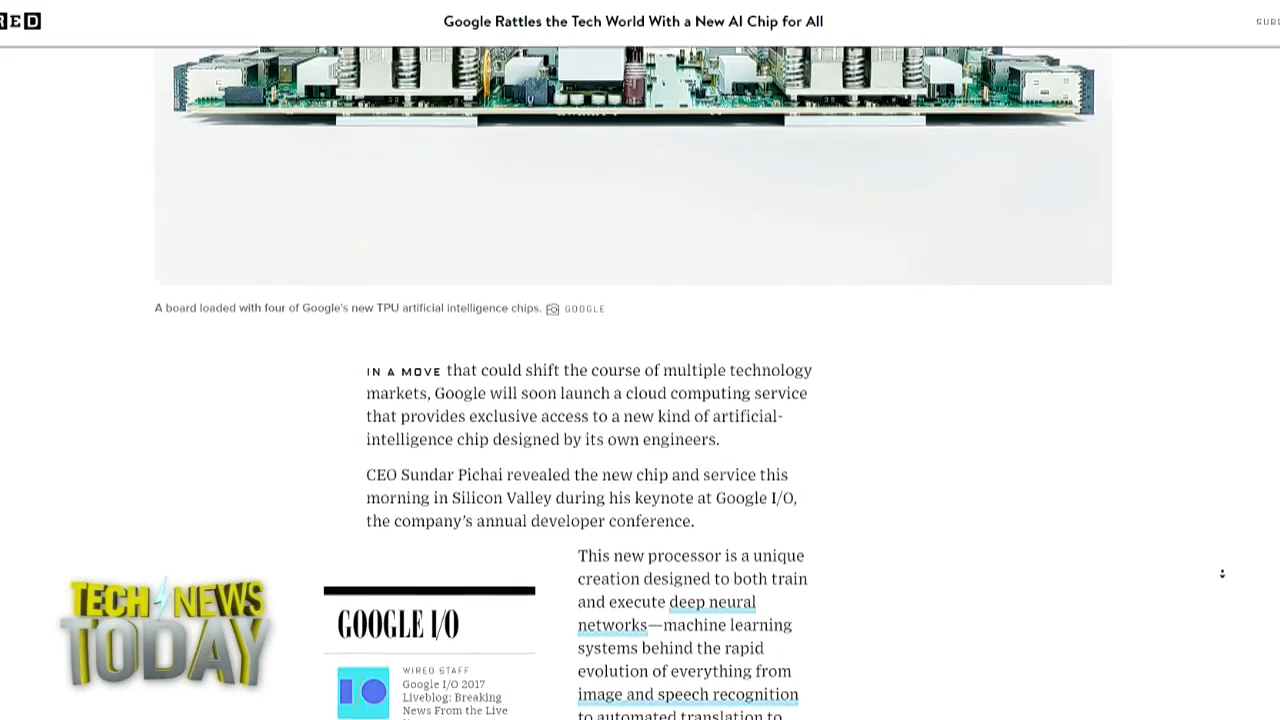 Google Rattles the Tech World With a New AI Chip for All
A board loaded with four of Google's new TPU artificial intelligence chips. GOOGLE
IN A MOVE that could shift the course of multiple technology
markets, Google will soon launch a cloud computing service
that provides exclusive access to a new kind of artificial-
intelligence chip designed by its own engineers.
CEO Sundar Pichai revealed the new chip and service this
morning in Silicon Valley during his keynote at Google I/O,
the company's annual developer conference.
This new processor is a unique
creation designed to both train
and execute deep neural
networks—machine learning
systems behind the rapid
evolution of everything from
image and speech recognition
to automated translation to
TECH NEWS
TODAY
GOOGLE I/O
WIRED STAFF
Google I/O 2017
Liveblog: Breaking
News From the Live